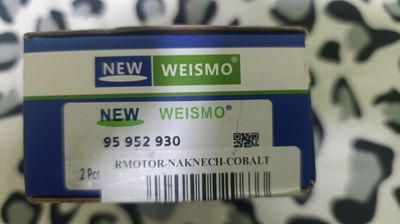 NEW WEISMO®
NEW WEISMO®
95 952 930
2 Pcs
RMOTOR-NAKNECH-COBALT